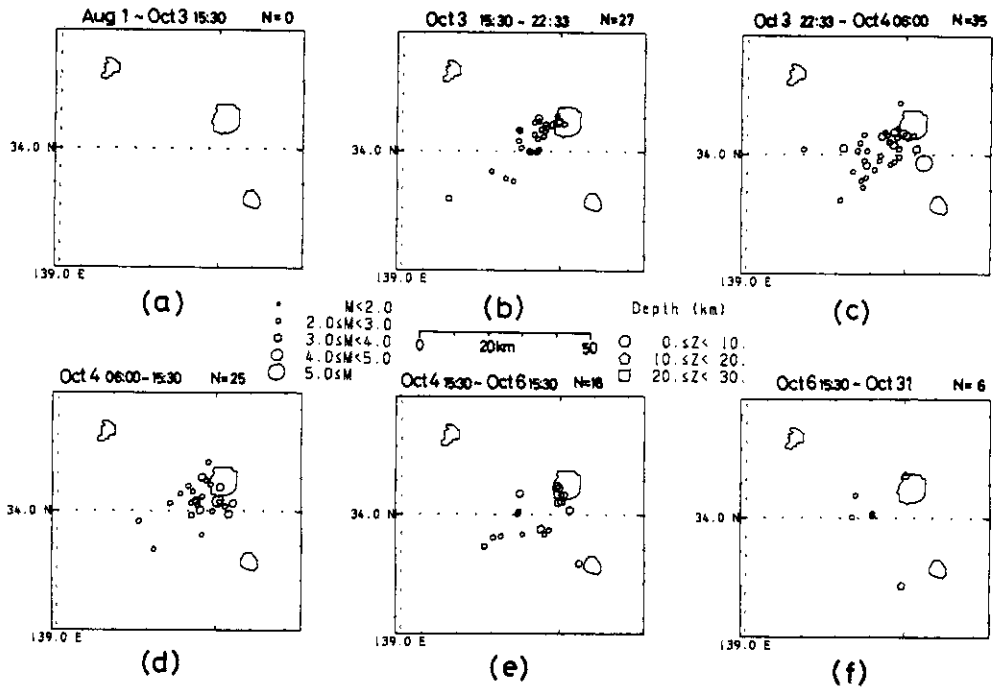 Aug 1 ~ Oct 3 15:30 N=0
34.0 N
139.0 E
(a)
Oct 3 15:30 - 22:33 N=27
34.0 N
139.0 E
(b)
Oct 3 22:33 - Oct 4 06:00 N=35
34.0 N
139.0 E
(c)
M<2.0
2.0≤M<3.0
3.0≤M<4.0
4.0≤M<5.0
5.0≤M
0 20km 50
Depth (km)
0.≤Z< 10.
10.≤Z< 20.
20.≤Z< 30.
Oct 4 06:00-15:30 N=25
34.0 N
139.0 E
(d)
Oct 4 15:30 ~ Oct 6 15:30 N=18
34.0 N
139.0 E
(e)
Oct 6 15:30 ~ Oct 31 N=6
34.0 N
139.0 E
(f)